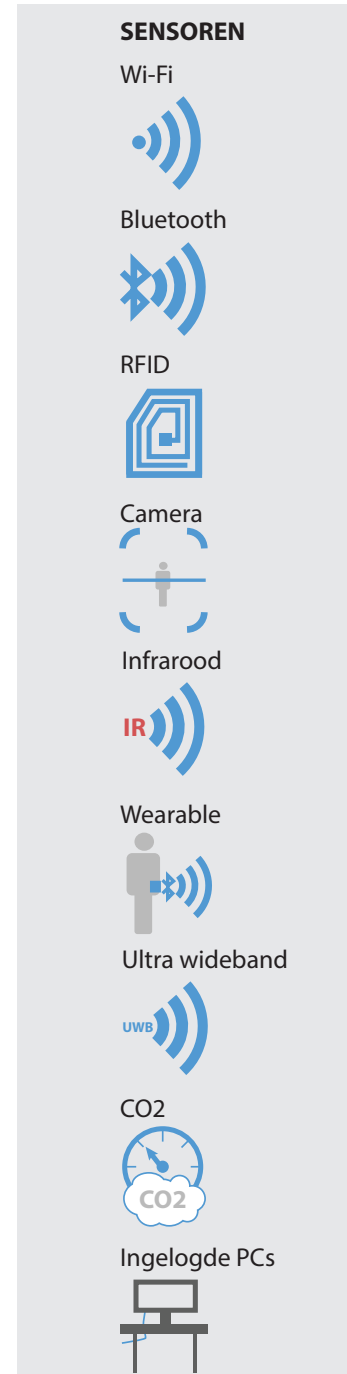 SENSOREN
Wi-Fi
Bluetooth
RFID
Camera
Infrarood
IR
Wearable
Ultra wideband
UWB
CO2
CO2
Ingelogde PCs